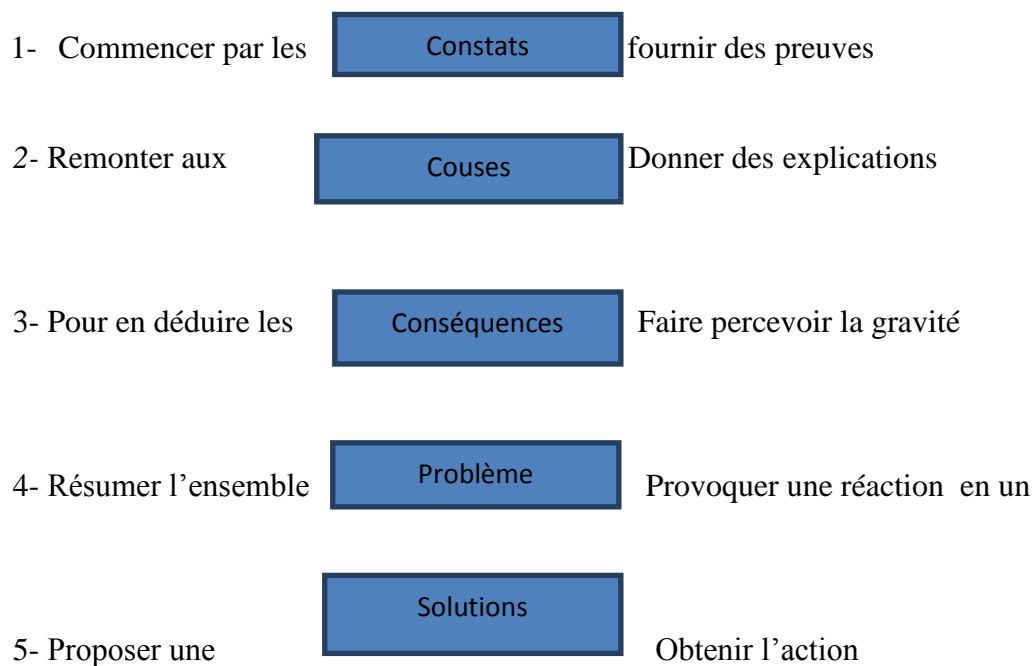 1- Commencer par les Constats fournir des preuves
2- Remonter aux Couses Donner des explications
3- Pour en déduire les Conséquences Faire percevoir la gravité
4- Résumer l’ensemble Problème Provoquer une réaction en un
5- Proposer une Solutions Obtenir l’action